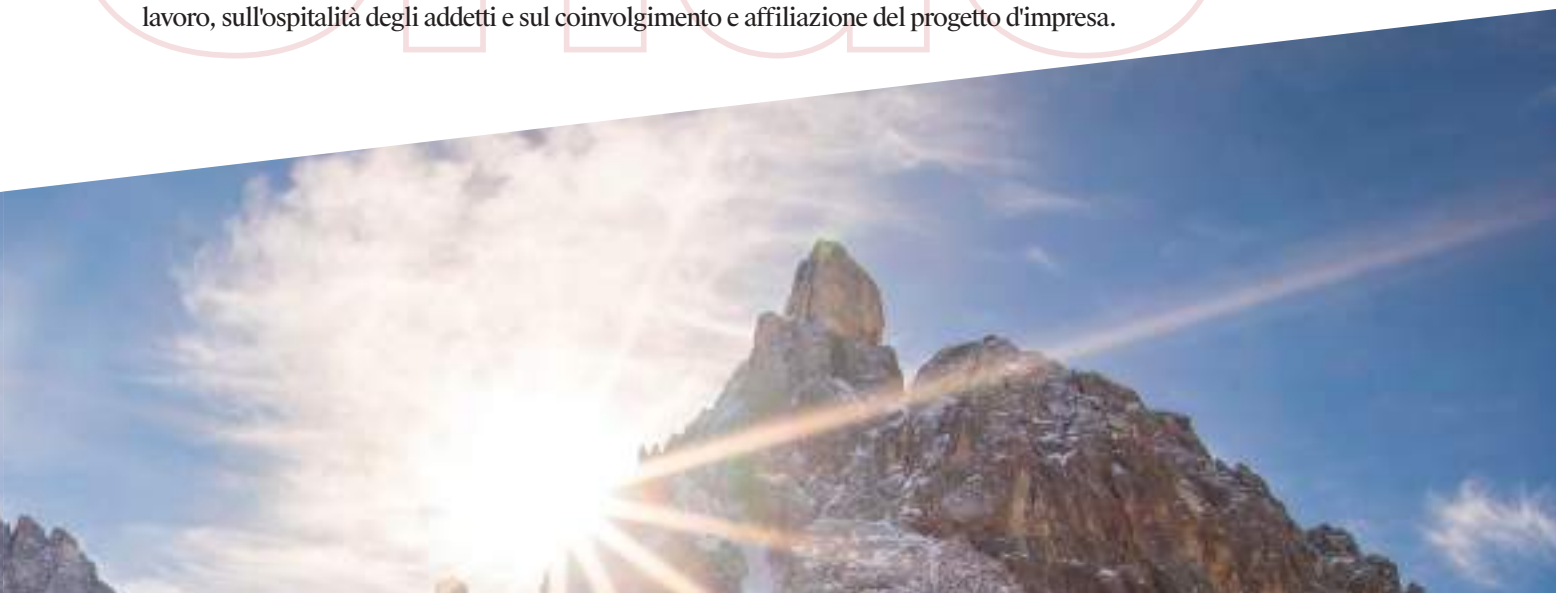 lavoro, sull'ospitalità degli addetti e sul coinvolgimento e affiliazione del progetto d'impresa.